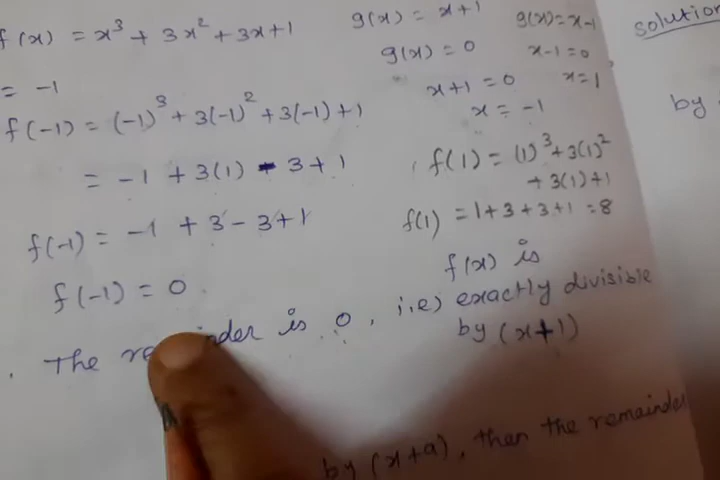 f(x) = x³ + 3x² + 3x+1
= -1
f(-1) = (-1)³ + 3(-1)² + 3(-1)+1
= -1 + 3(1) - 3 + 1
f(-1) = -1 + 3 - 3 + 1
f(-1) = 0
The remainder is 0, i.e) exactly divisible
by (x+1)
g(x) = x+1
g(x) = 0
x+1 = 0
x = -1
g(x) = x-1
x-1 = 0
x = 1
f(1) = (1)³ + 3(1)²
+ 3(1)+1
f(1) = 1+3+3+1 = 8
f(x) is
by (x+a), then the remainder
solution
by